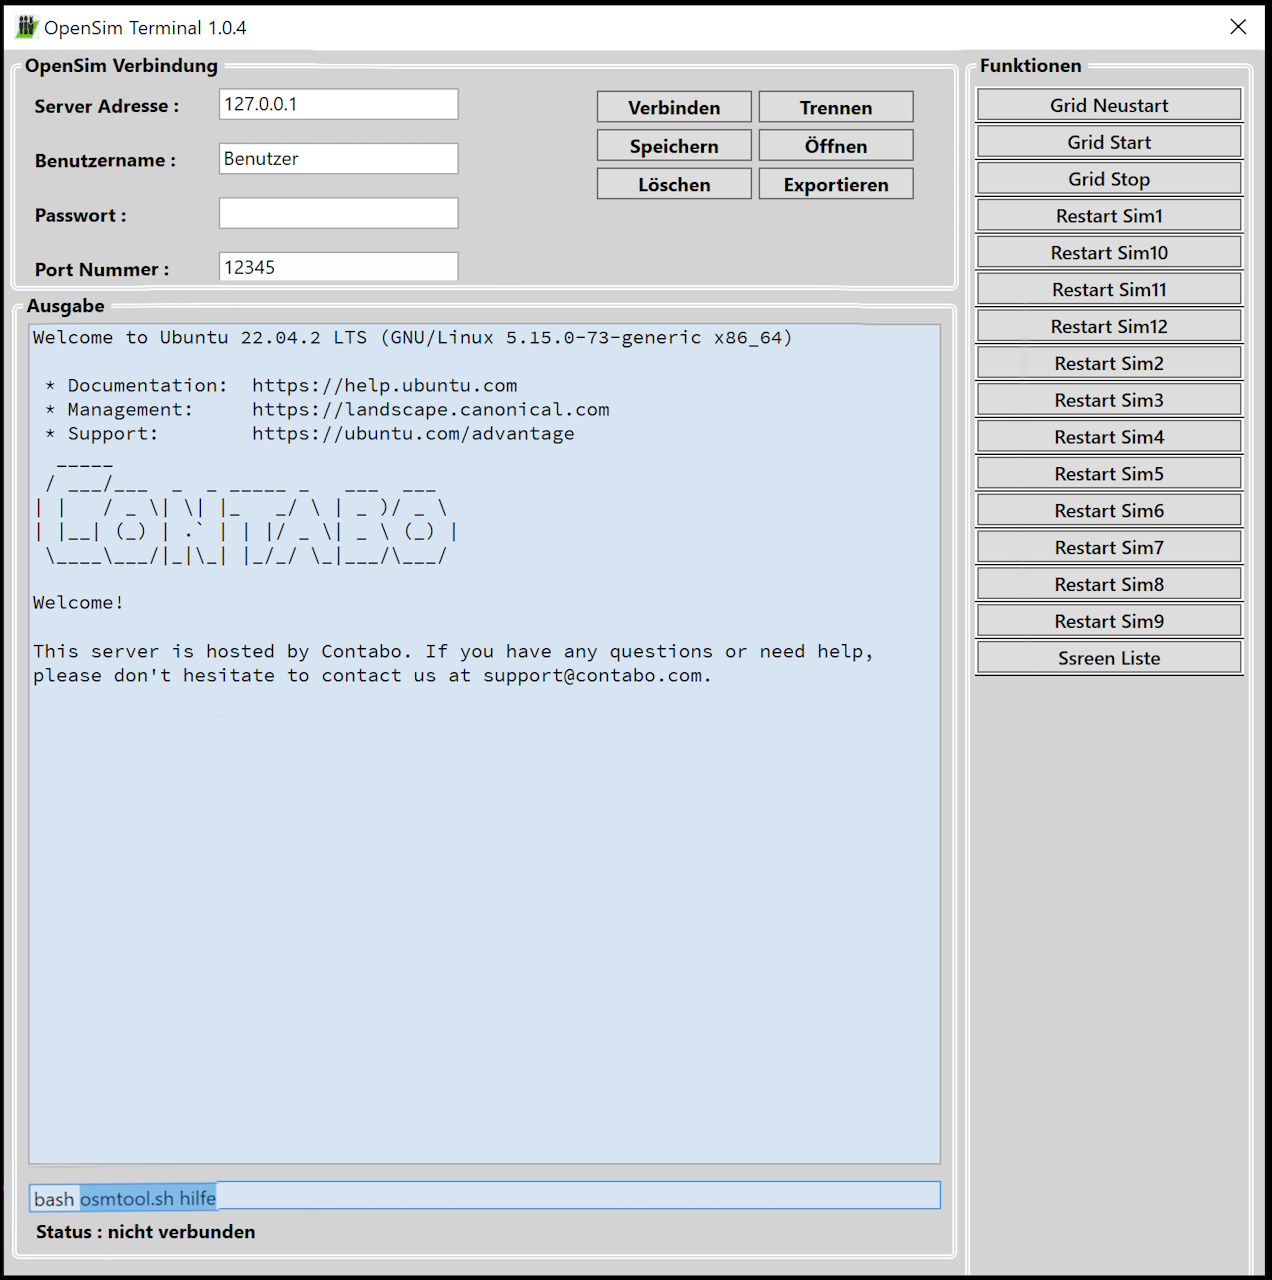 OpenSim Terminal 1.0.4
OpenSim Verbindung
Server Adresse : 127.0.0.1
Benutzername : Benutzer
Passwort :
Port Nummer : 12345
Verbinden Trennen
Speichern Öffnen
Löschen Exportieren
Ausgabe
Welcome to Ubuntu 22.04.2 LTS (GNU/Linux 5.15.0-73-generic x86_64)
* Documentation: https://help.ubuntu.com
* Management: https://landscape.canonical.com
* Support: https://ubuntu.com/advantage
CONTABO
Welcome!
This server is hosted by Contabo. If you have any questions or need help,
please don't hesitate to contact us at support@contabo.com.
bash osmtool.sh hilfe
Status : nicht verbunden
Funktionen
Grid Neustart
Grid Start
Grid Stop
Restart Sim1
Restart Sim10
Restart Sim11
Restart Sim12
Restart Sim2
Restart Sim3
Restart Sim4
Restart Sim5
Restart Sim6
Restart Sim7
Restart Sim8
Restart Sim9
Ssreen Liste